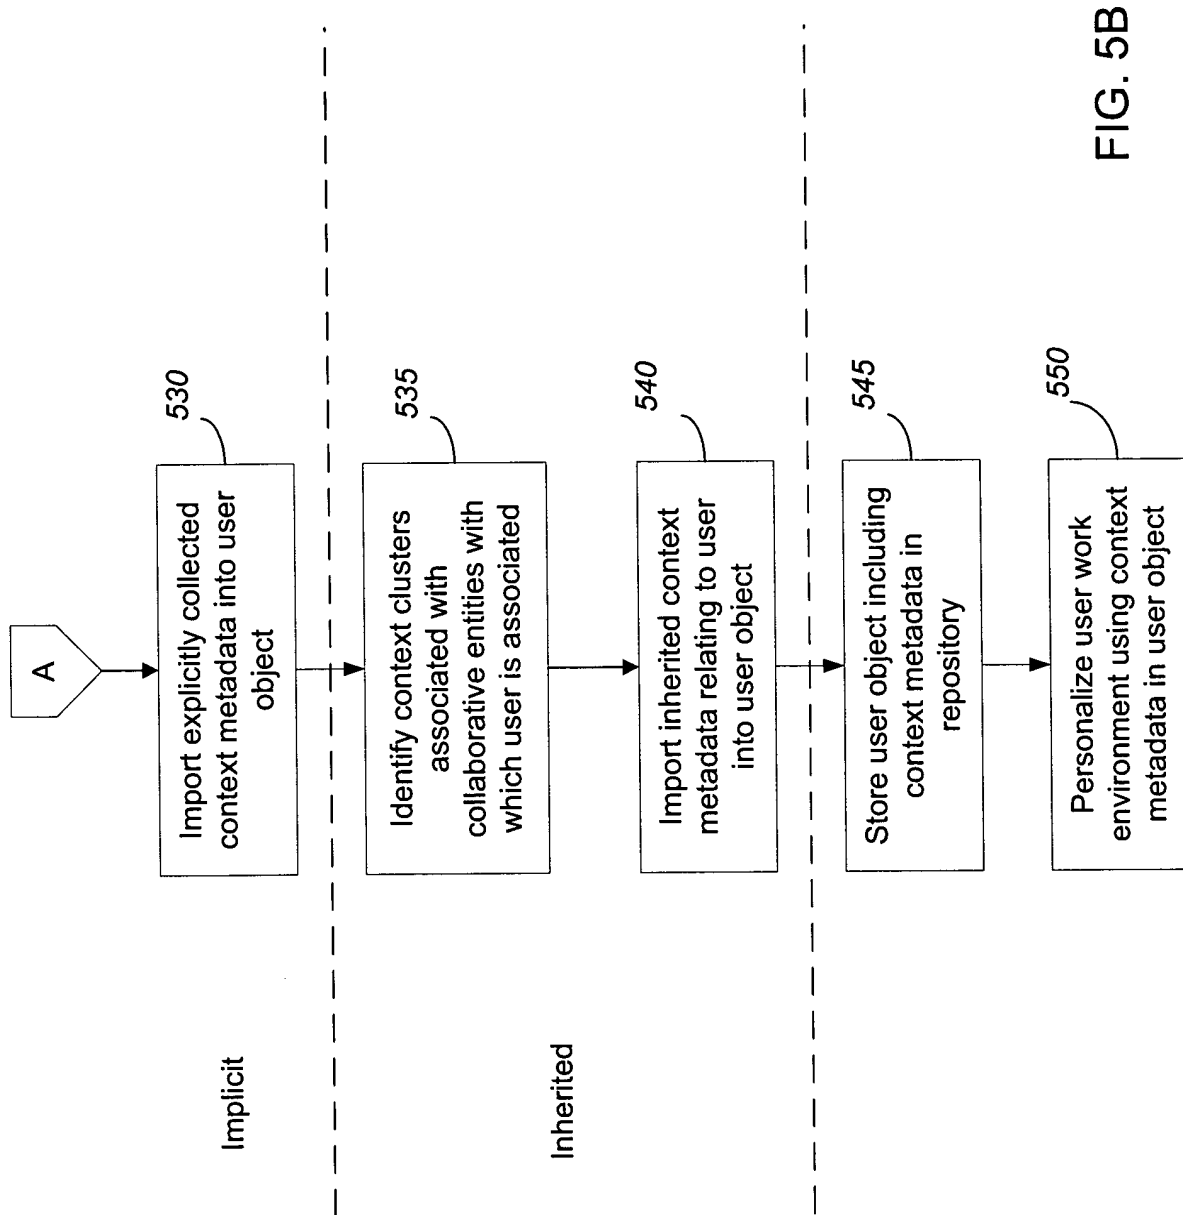 A
530
Import explicitly collected
context metadata into user
object
Implicit
535
Identify context clusters
associated with
collaborative entities with
which user is associated
Inherited
540
Import inherited context
metadata relating to user
into user object
545
Store user object including
context metadata in
repository
550
Personalize user work
environment using context
metadata in user object
FIG. 5B